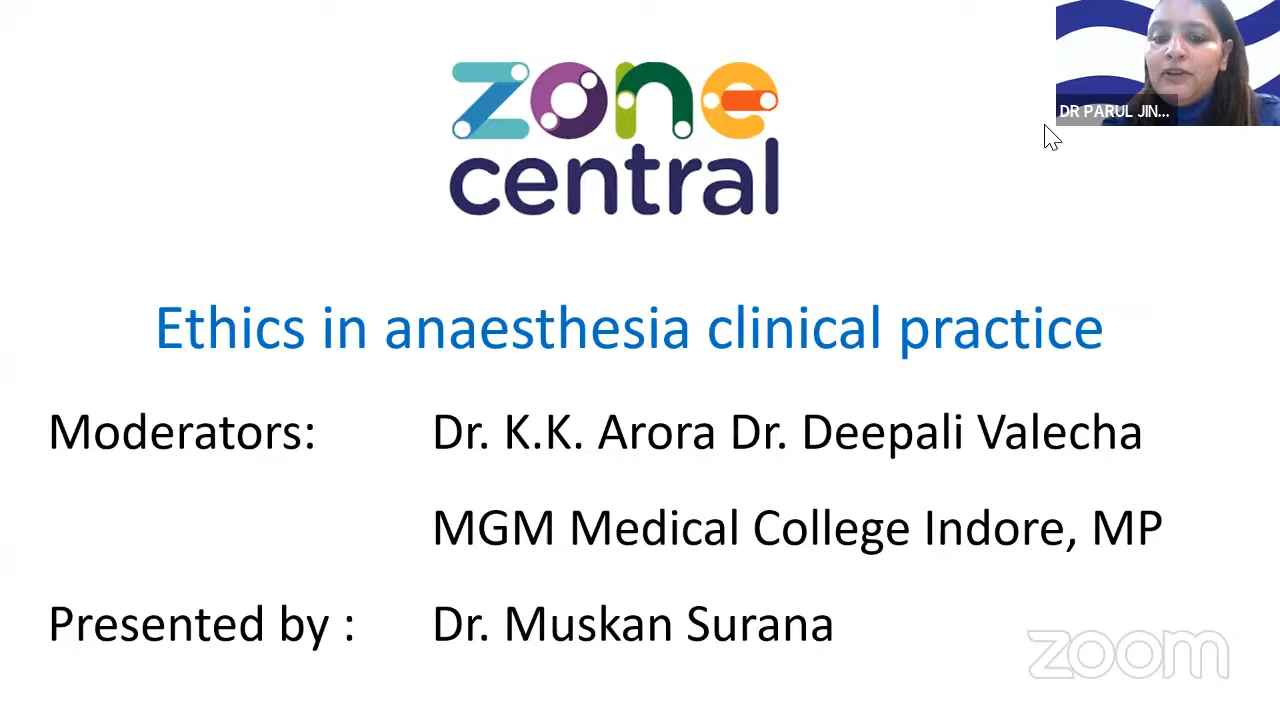 zone
central
DR PARUL JIN...
Ethics in anaesthesia clinical practice
Moderators: Dr. K.K. Arora Dr. Deepali Valecha
MGM Medical College Indore, MP
Presented by : Dr. Muskan Surana
zoom